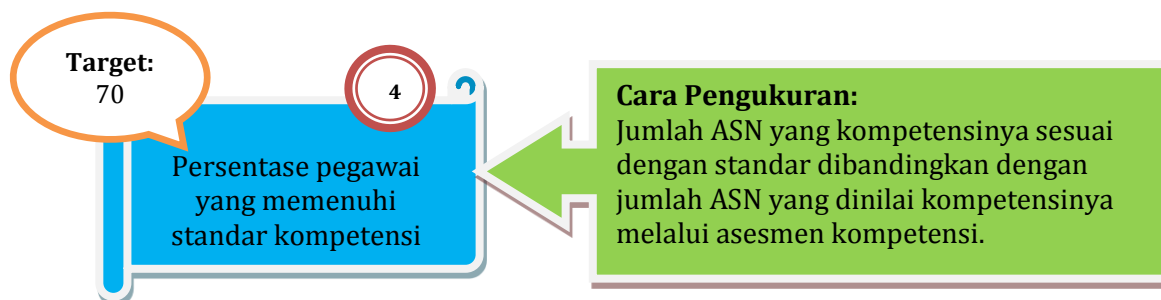 Target:
70
4
Persentase pegawai
yang memenuhi
standar kompetensi
Cara Pengukuran:
Jumlah ASN yang kompetensinya sesuai
dengan standar dibandingkan dengan
jumlah ASN yang dinilai kompetensinya
melalui asesmen kompetensi.